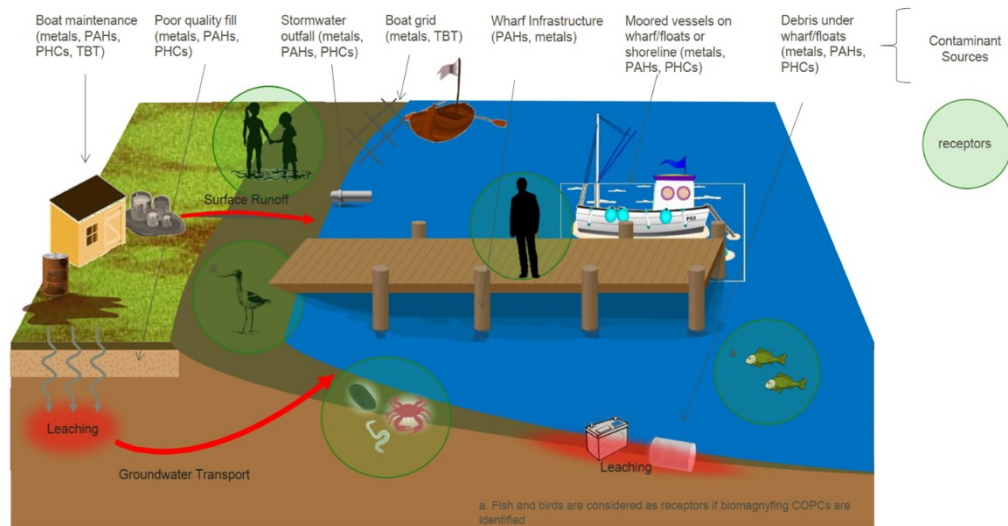 Boat maintenance
(metals, PAHs,
PHCs, TBT)
Poor quality fill
(metals, PAHs,
PHCs)
Stormwater
outfall (metals,
PAHs, PHCs)
Boat grid
(metals, TBT)
Wharf Infrastructure
(PAHs, metals)
Moored vessels on
wharf/floats or
shoreline (metals,
PAHs, PHCs)
Debris under
wharf/floats
(metals, PAHs,
PHCs)
Contaminant
Sources
receptors
Surface Runoff
a
a
Leaching
Groundwater Transport
Leaching
a. Fish and birds are considered as receptors if biomagnyfing COPCs are
identified